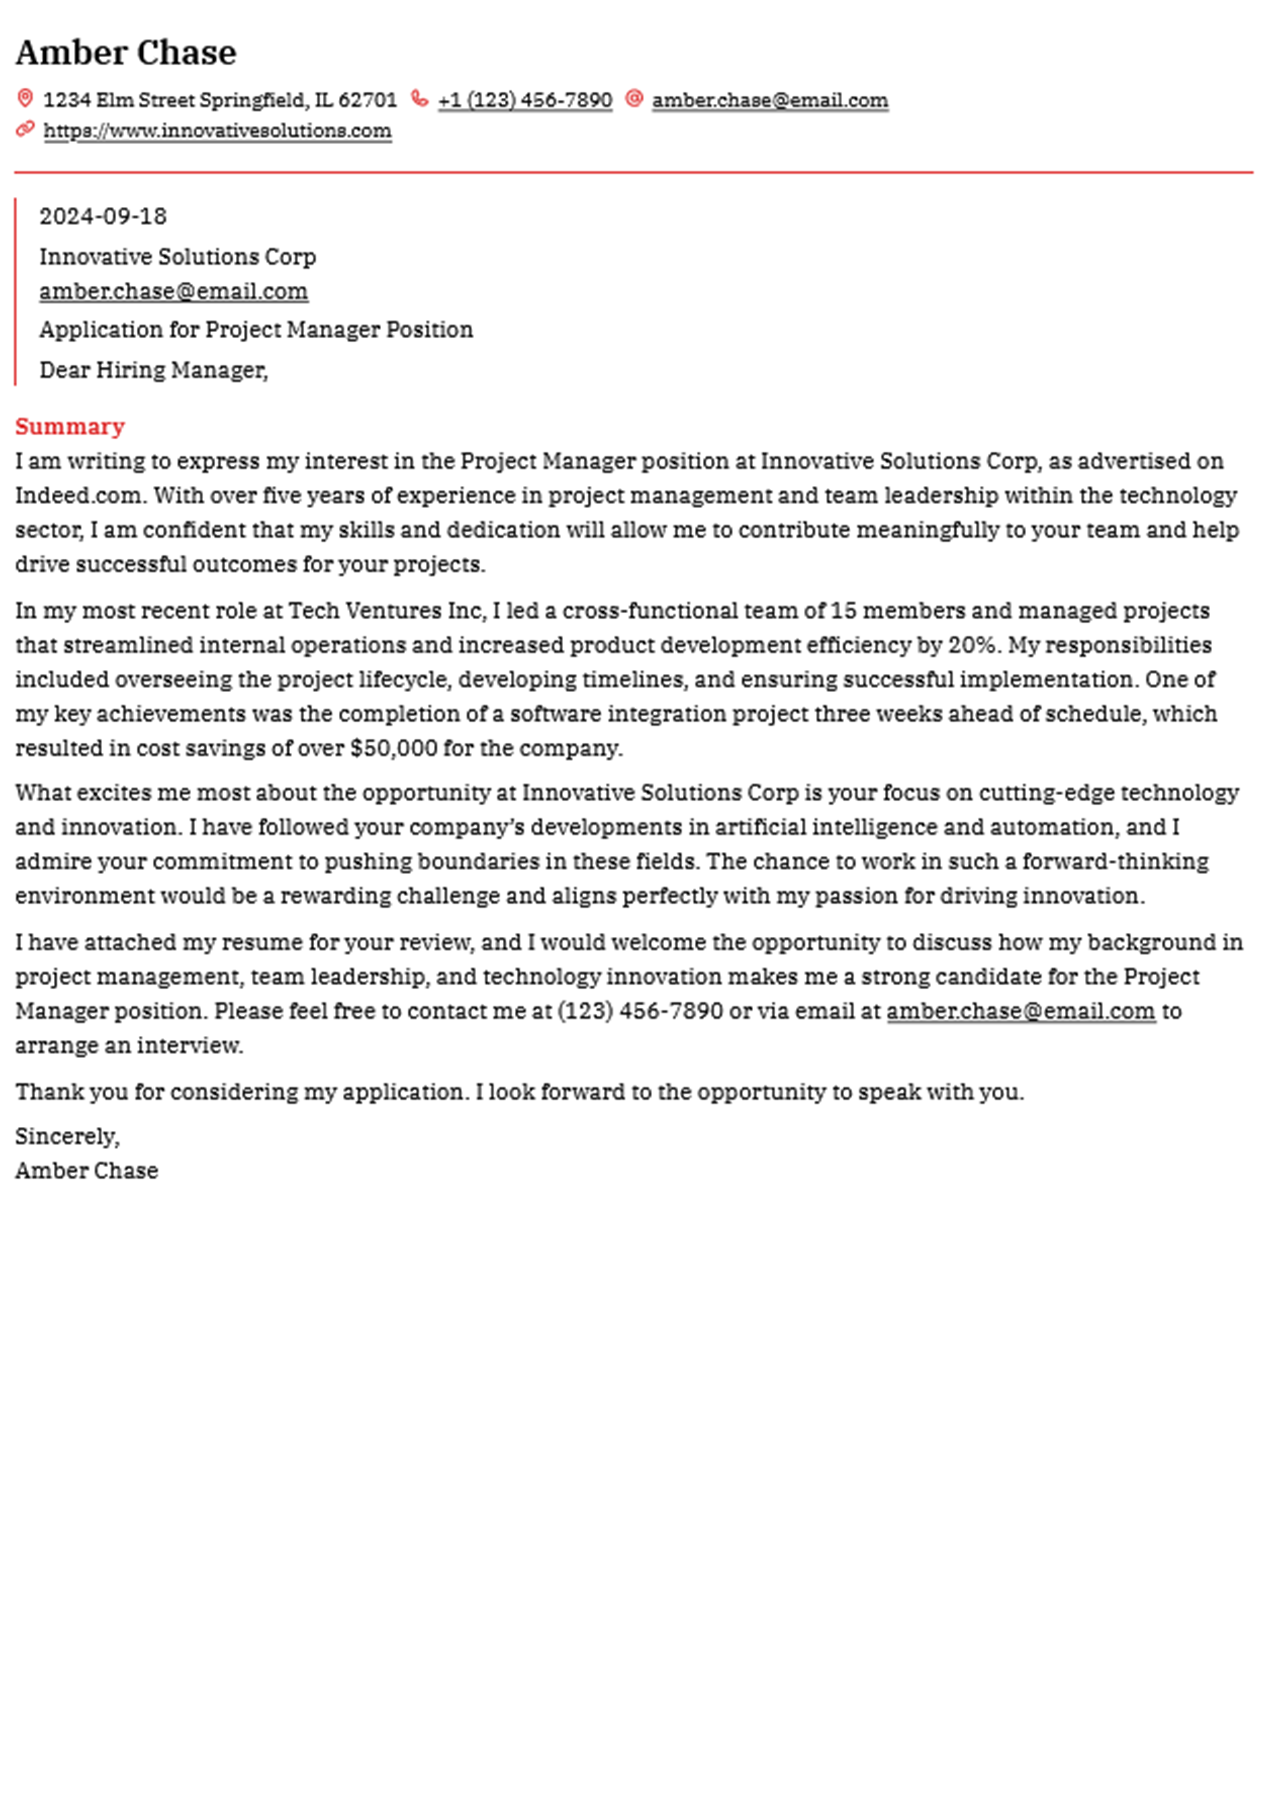 Amber Chase
1234 Elm Street Springfield, IL 62701 +1 (123) 456-7890 amber.chase@email.com
https://www.innovativesolutions.com
2024-09-18
Innovative Solutions Corp
amber.chase@email.com
Application for Project Manager Position
Dear Hiring Manager,
Summary
I am writing to express my interest in the Project Manager position at Innovative Solutions Corp, as advertised on
Indeed.com. With over five years of experience in project management and team leadership within the technology
sector, I am confident that my skills and dedication will allow me to contribute meaningfully to your team and help
drive successful outcomes for your projects.
In my most recent role at Tech Ventures Inc, I led a cross-functional team of 15 members and managed projects
that streamlined internal operations and increased product development efficiency by 20%. My responsibilities
included overseeing the project lifecycle, developing timelines, and ensuring successful implementation. One of
my key achievements was the completion of a software integration project three weeks ahead of schedule, which
resulted in cost savings of over $50,000 for the company.
What excites me most about the opportunity at Innovative Solutions Corp is your focus on cutting-edge technology
and innovation. I have followed your company’s developments in artificial intelligence and automation, and I
admire your commitment to pushing boundaries in these fields. The chance to work in such a forward-thinking
environment would be a rewarding challenge and aligns perfectly with my passion for driving innovation.
I have attached my resume for your review, and I would welcome the opportunity to discuss how my background in
project management, team leadership, and technology innovation makes me a strong candidate for the Project
Manager position. Please feel free to contact me at (123) 456-7890 or via email at amber.chase@email.com to
arrange an interview.
Thank you for considering my application. I look forward to the opportunity to speak with you.
Sincerely,
Amber Chase